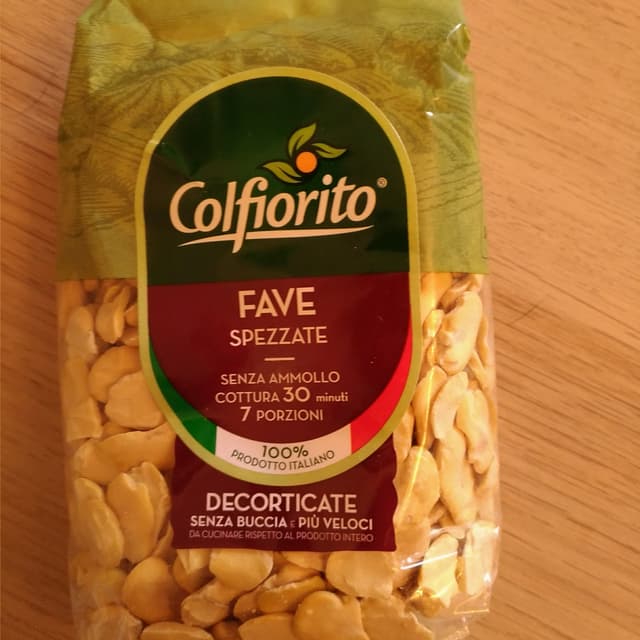 Colfiorito®
FAVE
SPEZZATE
SENZA AMMOLLO
COTTURA 30 minuti
7 PORZIONI
100%
PRODOTTO ITALIANO
DECORTICATE
SENZA BUCCIA E PIÙ VELOCI
DA CUCINARE RISPETTO AL PRODOTTO INTERO